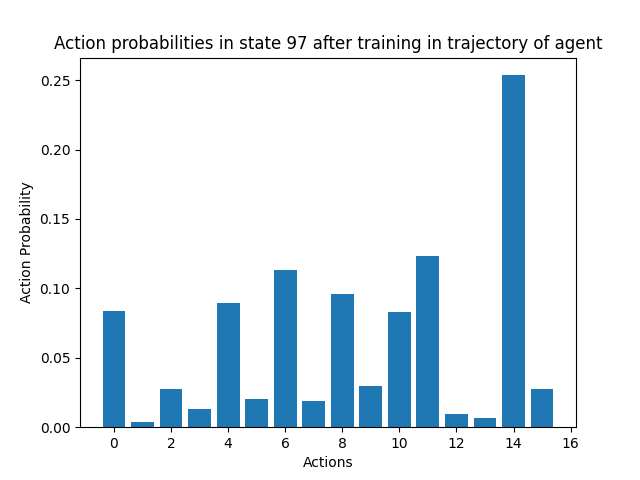 Action probabilities in state 97 after training in trajectory of agent
0.25
0.20
0.15
0.10
0.05
0.00
Action Probability
0 2 4 6 8 10 12 14 16
Actions